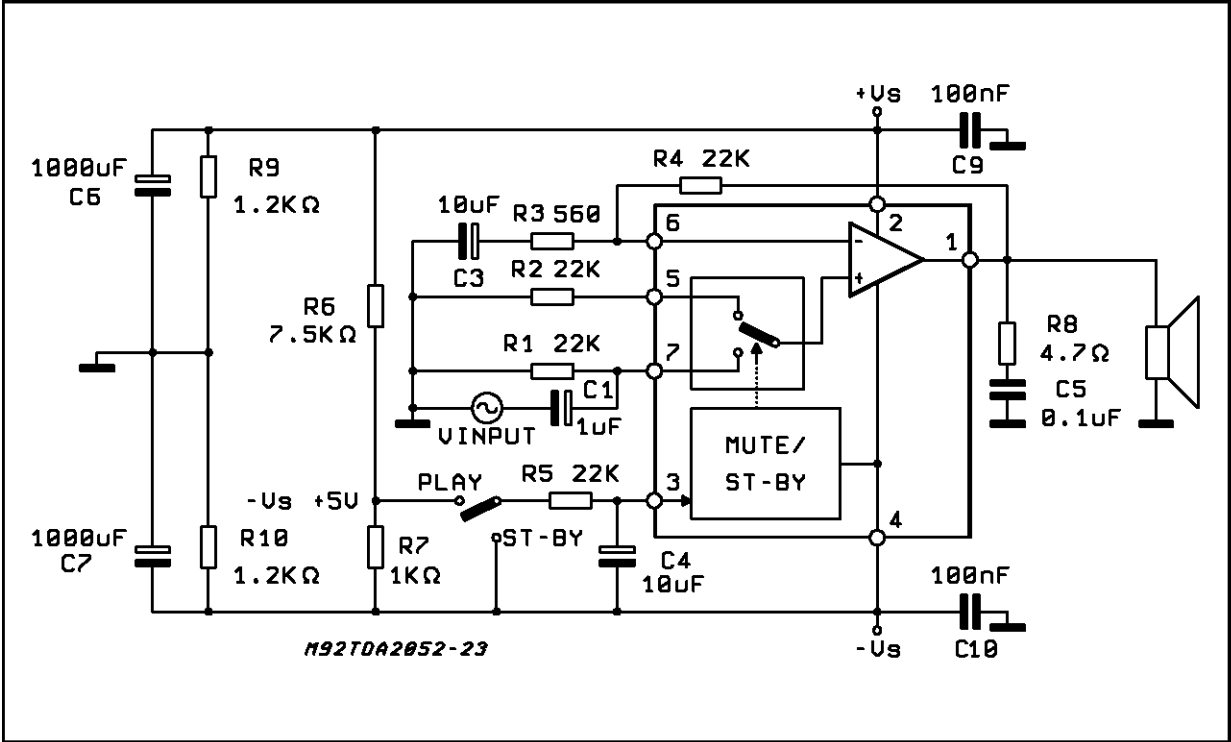 +Vs 100nF
C9
R4 22K
1000uF
C6
R9
1.2KΩ
10uF
R3 560
C3
6
2
1
-
+
R2 22K
5
R6
7.5KΩ
R1 22K
7
C1
1uF
VINPUT
R8
4.7Ω
C5
0.1uF
MUTE/
ST-BY
PLAY
R5 22K
3
-Vs +5V
ST-BY
4
1000uF
C7
R10
1.2KΩ
R7
1KΩ
C4
10uF
100nF
C10
-Vs
M92TDA2052-23